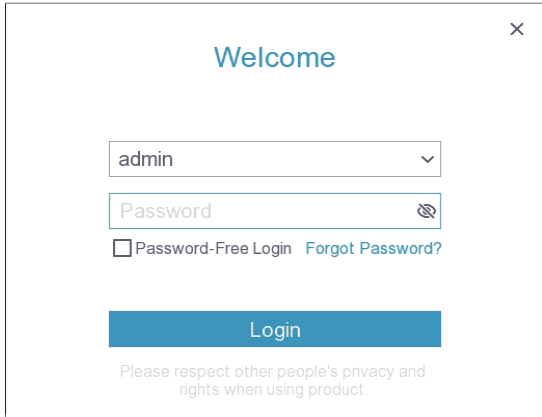 Welcome
admin
Password
Password-Free Login Forgot Password?
Login
Please respect other people's privacy and
rights when using product.